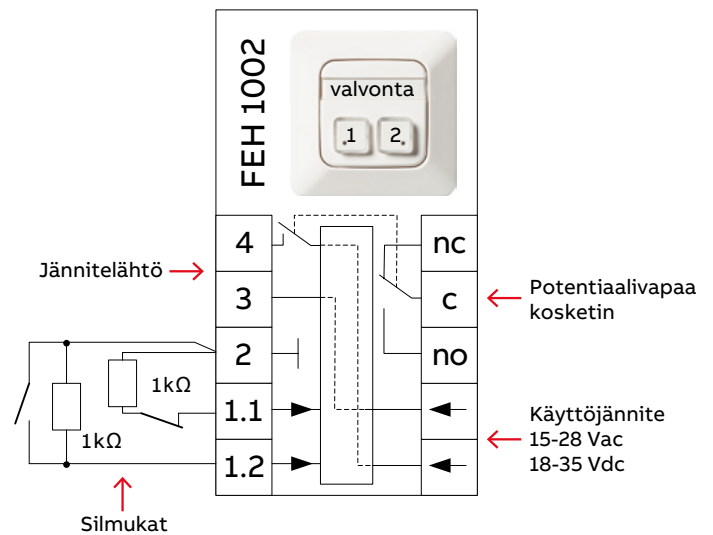 FEH 1002
valvonta
1 2
4
3
2
1.1
1.2
nc
c
no
Jännitelähtö
1kΩ
1kΩ
Silmukat
Potentiaalivapaa
kosketin
Käyttöjännite
15-28 Vac
18-35 Vdc